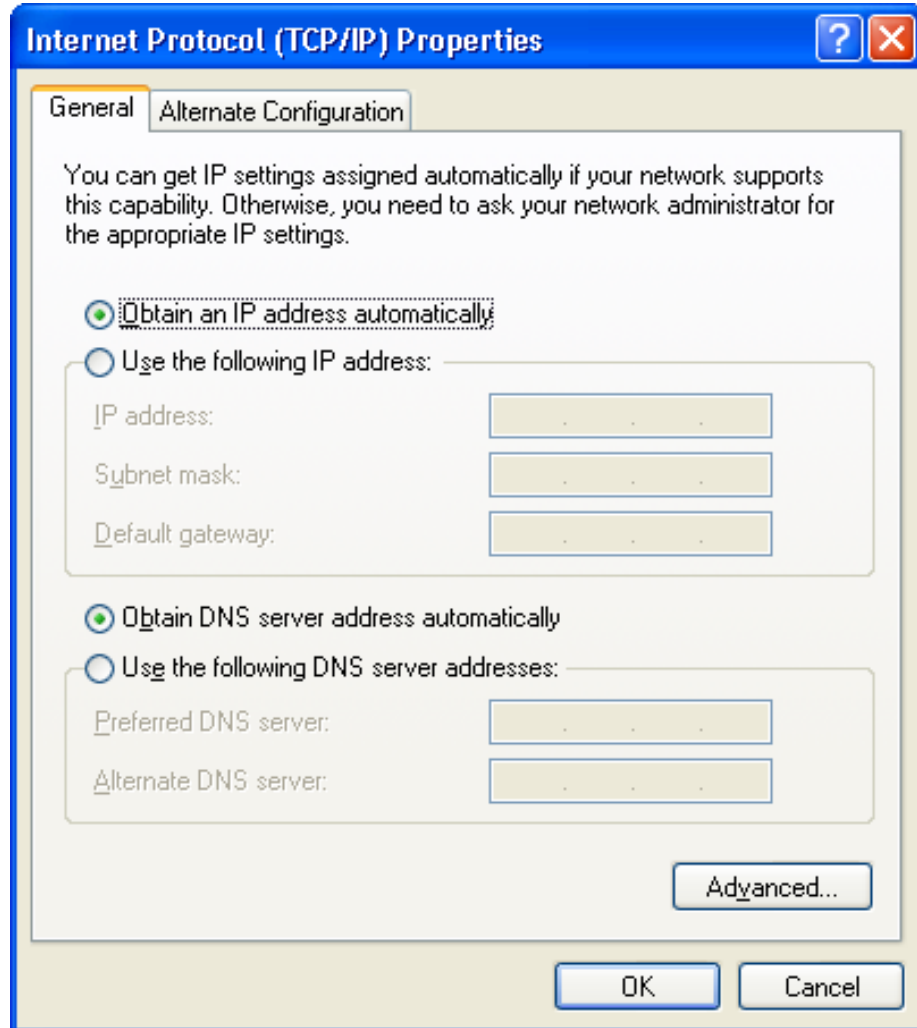 Internet Protocol (TCP/IP) Properties
General
Alternate Configuration
You can get IP settings assigned automatically if your network supports
this capability. Otherwise, you need to ask your network administrator for
the appropriate IP settings.
Obtain an IP address automatically
Use the following IP address:
IP address:
Subnet mask:
Default gateway:
Obtain DNS server address automatically
Use the following DNS server addresses:
Preferred DNS server:
Alternate DNS server:
Advanced...
OK
Cancel